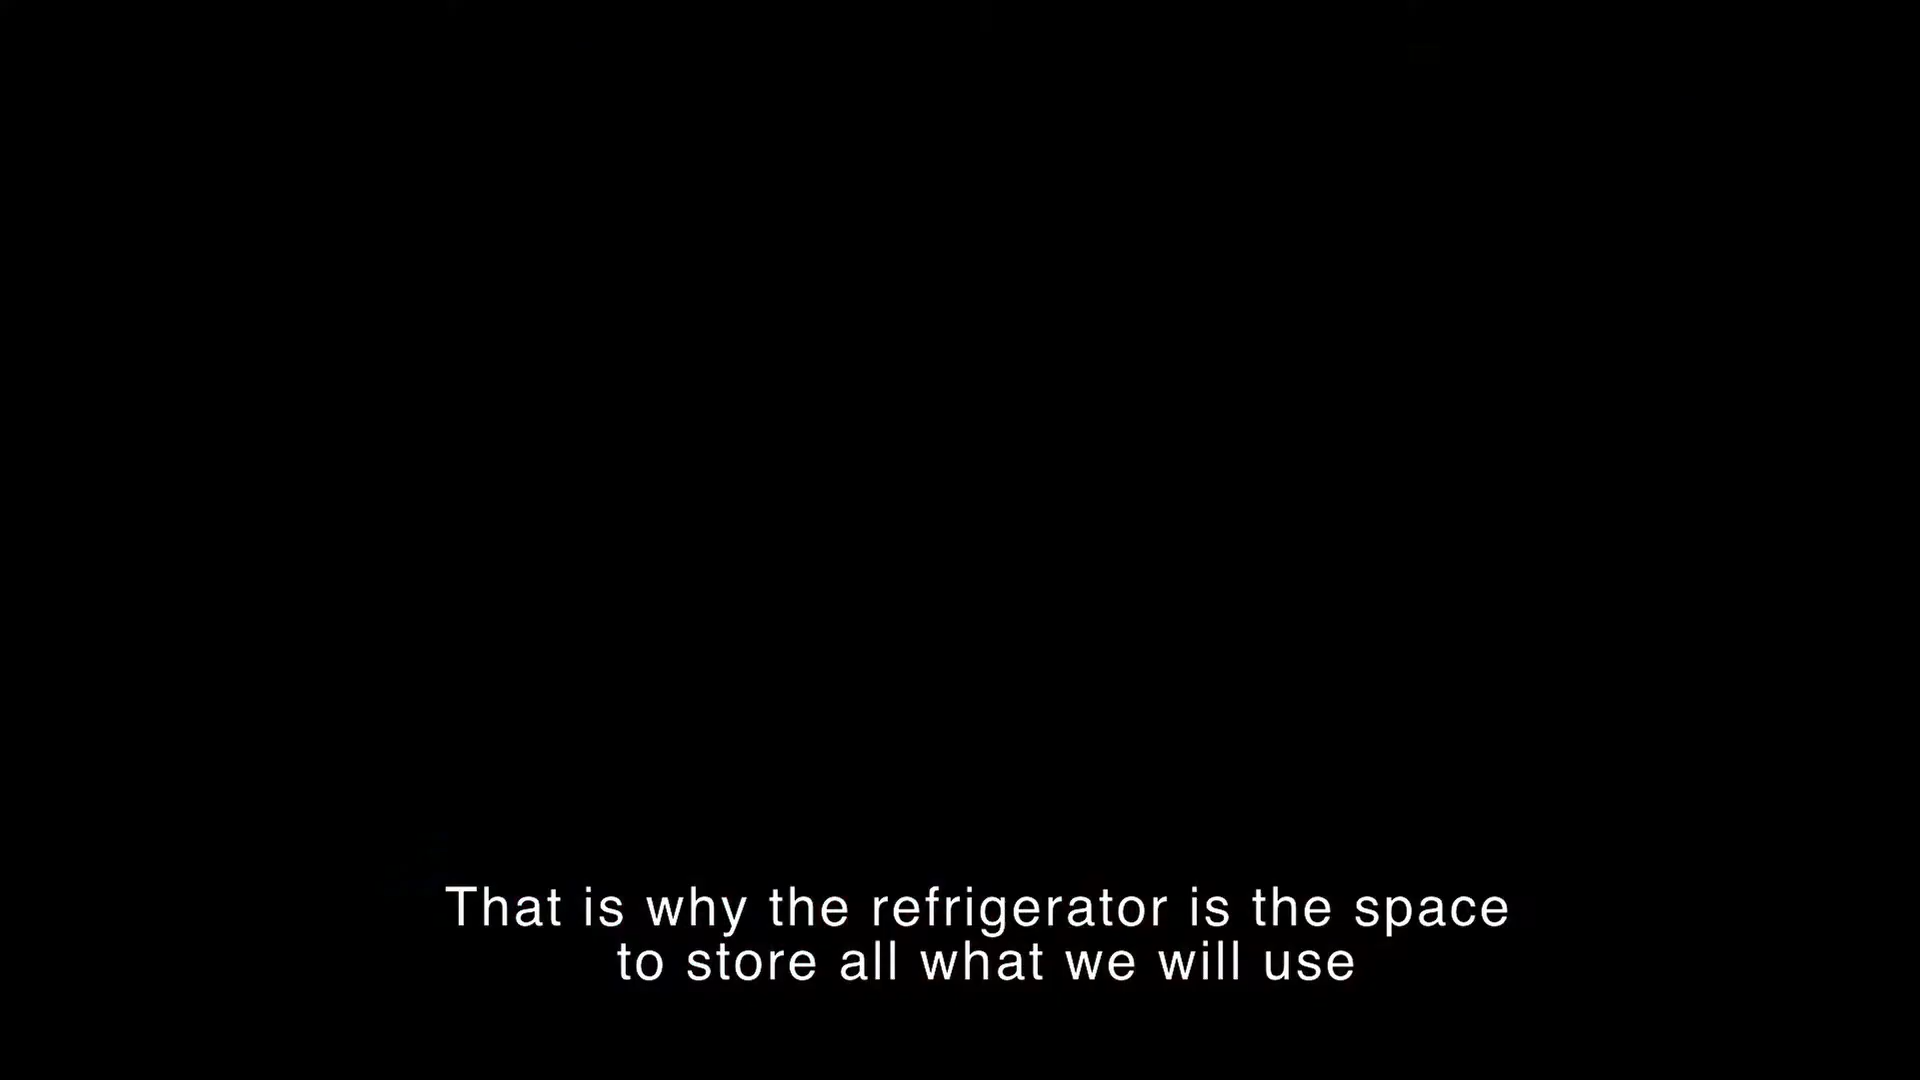 That is why the refrigerator is the space
to store all what we will use